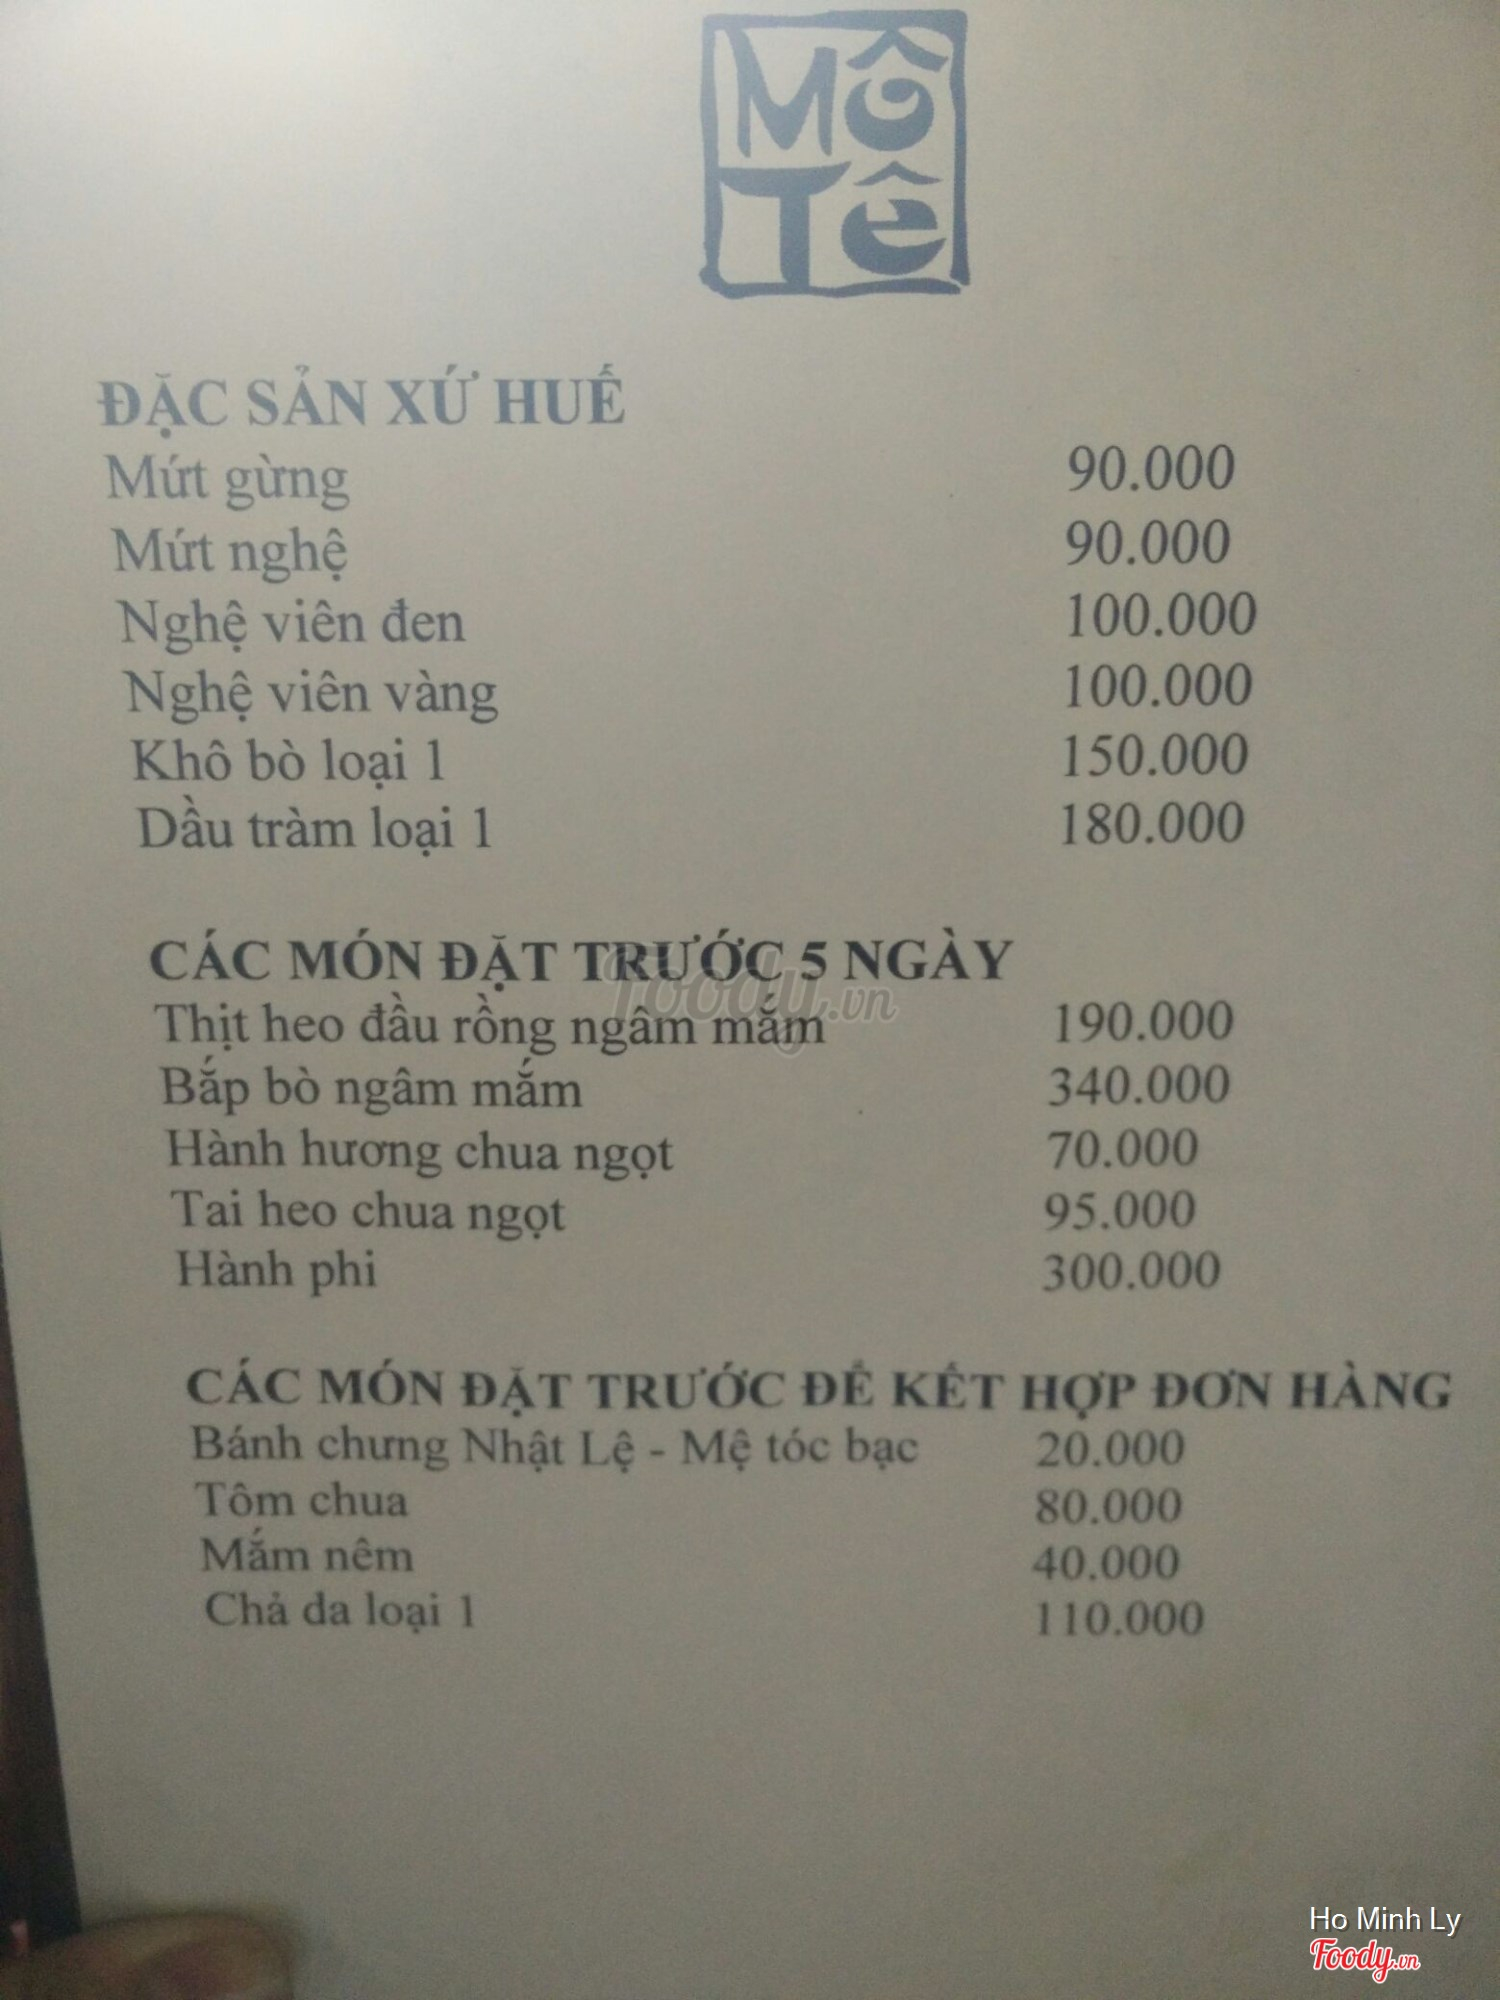 Mô
Tê
ĐẶC SẢN XỨ HUẾ
Mứt gừng 90.000
Mứt nghệ 90.000
Nghệ viên đen 100.000
Nghệ viên vàng 100.000
Khô bò loại 1 150.000
Dầu tràm loại 1 180.000
CÁC MÓN ĐẶT TRƯỚC 5 NGÀY
Foody.vn
Thịt heo đầu rồng ngâm mắm 190.000
Bắp bò ngâm mắm 340.000
Hành hương chua ngọt 70.000
Tai heo chua ngọt 95.000
Hành phi 300.000
CÁC MÓN ĐẶT TRƯỚC ĐỂ KẾT HỢP ĐƠN HÀNG
Bánh chưng Nhật Lệ - Mệ tóc bạc 20.000
Tôm chua 80.000
Mắm nêm 40.000
Chả da loại 1 110.000
Ho Minh Ly
Foody.vn